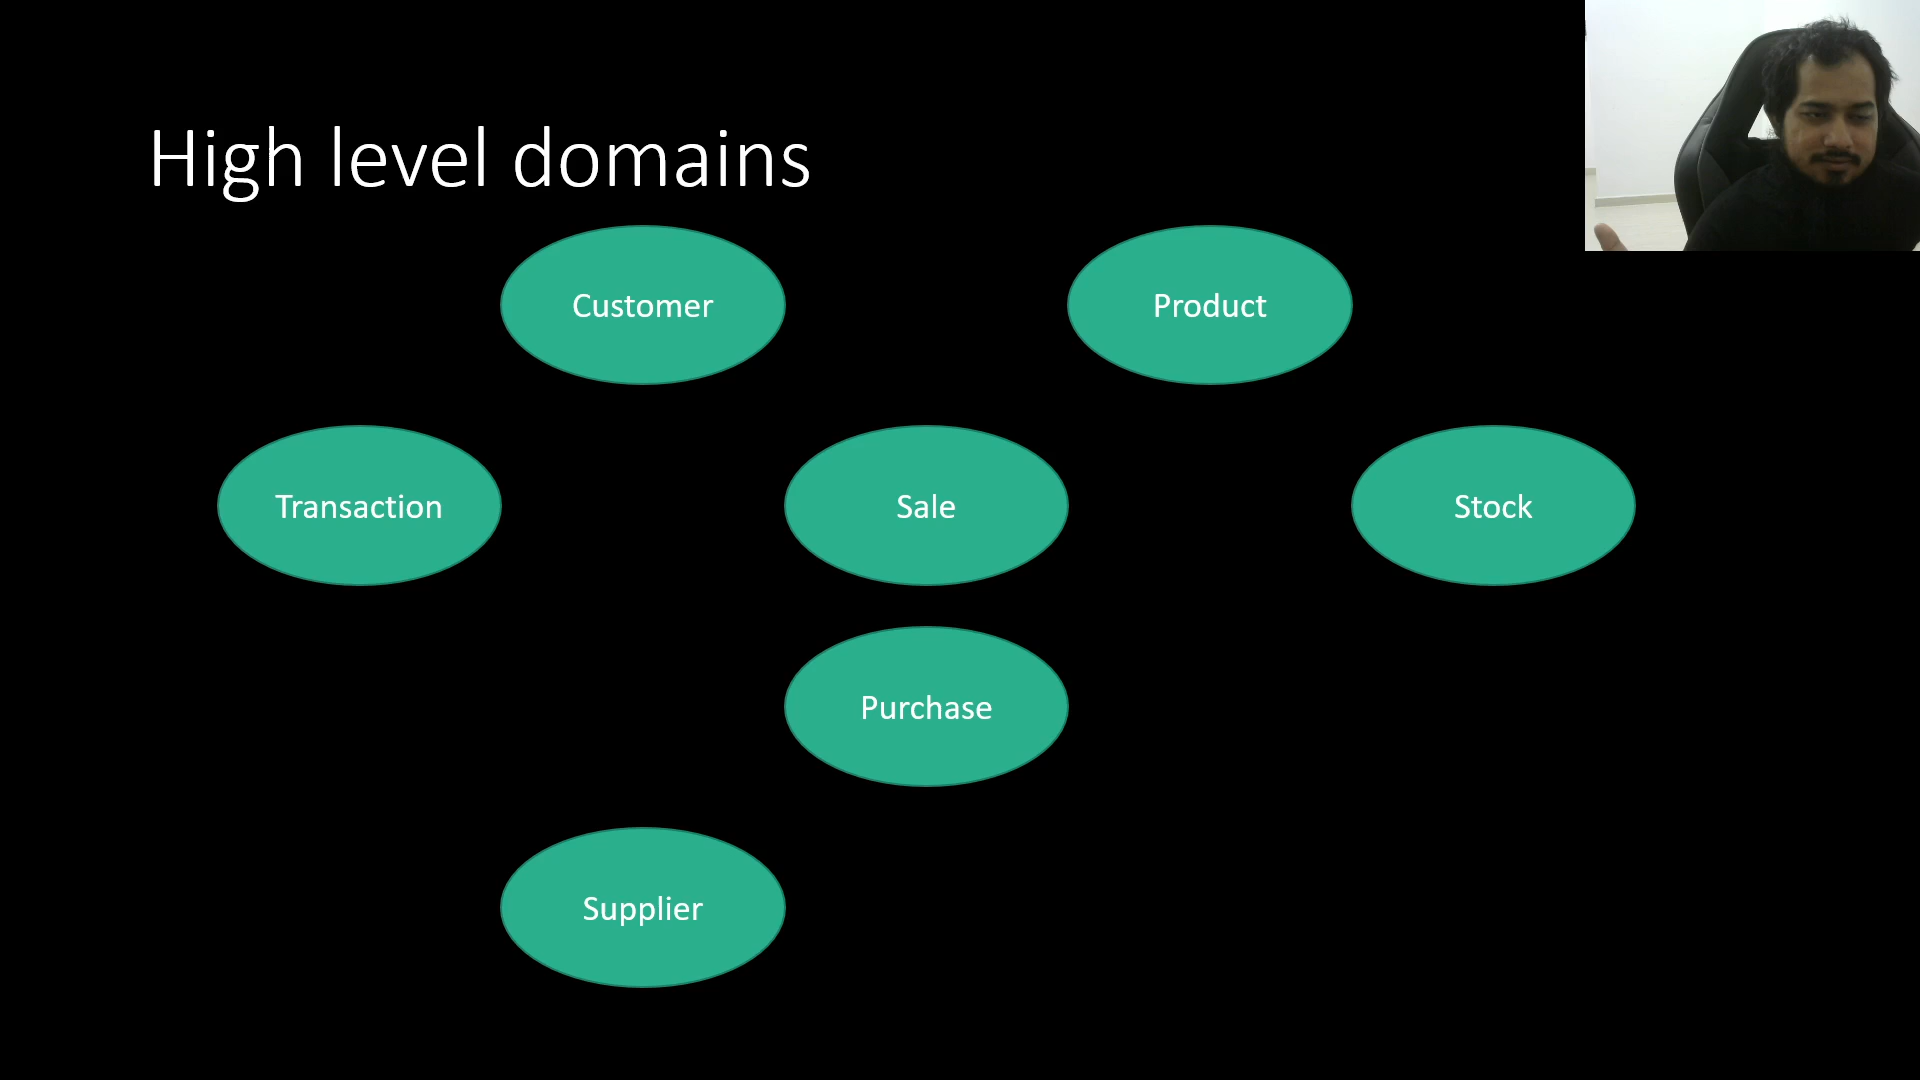 High level domains
Customer
Product
Transaction
Sale
Stock
Purchase
Supplier